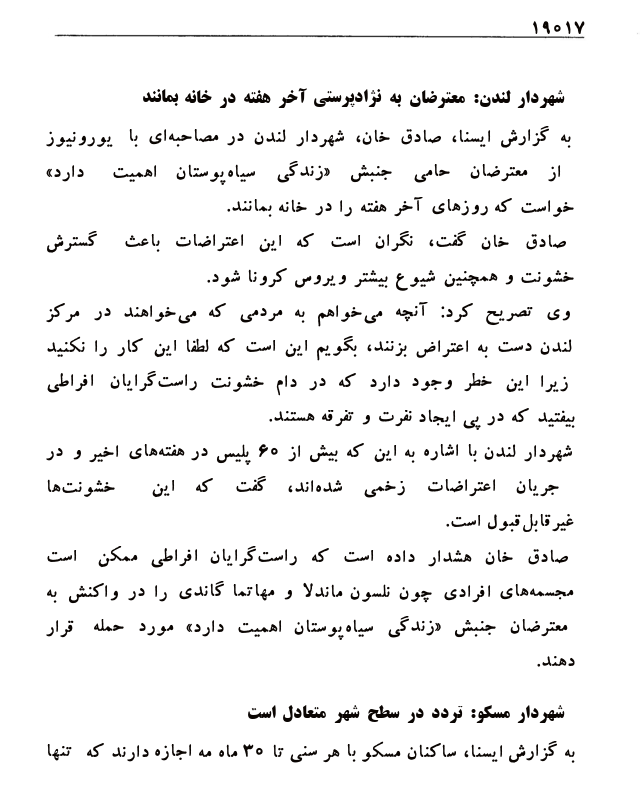 ۱۹۰۱۷
شهردار لندن: معترضان به نژادپرستی آخر هفته در خانه بمانند
به گزارش ایسنا، صادق خان، شهردار لندن در مصاحبه‌ای با یورونیوز
از معترضان حامی جنبش «زندگی سیاه‌پوستان اهمیت دارد»
خواست که روزهای آخر هفته را در خانه بمانند.
صادق خان گفت، نگران است که این اعتراضات باعث گسترش
خشونت و همچنین شیوع بیشتر ویروس کرونا شود.
وی تصریح کرد: آنچه می‌خواهم به مردمی که می‌خواهند در مرکز
لندن دست به اعتراض بزنند، بگویم این است که لطفا این کار را نکنید
زیرا این خطر وجود دارد که در دام خشونت راست‌گرایان افراطی
بیفتید که در پی ایجاد نفرت و تفرقه هستند.
شهردار لندن با اشاره به این که بیش از ۶۰ پلیس در هفته‌های اخیر و در
جریان اعتراضات زخمی شده‌اند، گفت که این خشونت‌ها
غیرقابل‌قبول است.
صادق خان هشدار داده است که راست‌گرایان افراطی ممکن است
مجسمه‌های افرادی چون نلسون ماندلا و مهاتما گاندی را در واکنش به
معترضان جنبش «زندگی سیاه‌پوستان اهمیت دارد» مورد حمله قرار
دهند.
شهردار مسکو: تردد در سطح شهر متعادل است
به گزارش ایسنا، ساکنان مسکو با هر سنی تا ۳۰ ماه مه اجازه دارند که تنها